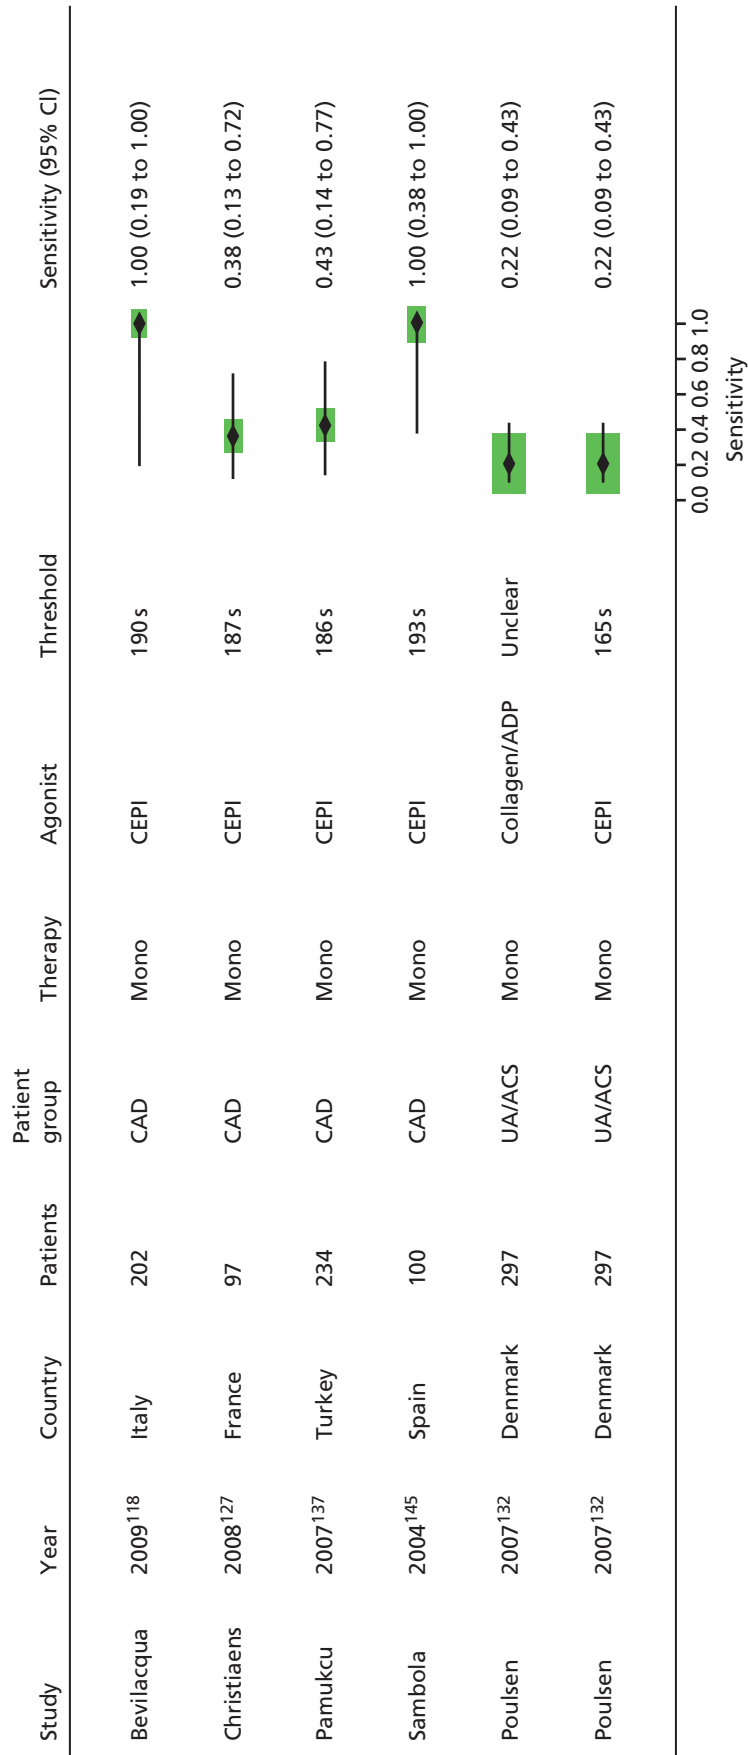 Study Year Country Patients Patient group Therapy Agonist Threshold Sensitivity (95% CI)
Bevilacqua 2009118 Italy 202 CAD Mono CEPI 190 s 1.00 (0.19 to 1.00)
Christiaens 2008127 France 97 CAD Mono CEPI 187 s 0.38 (0.13 to 0.72)
Pamukcu 2007137 Turkey 234 CAD Mono CEPI 186 s 0.43 (0.14 to 0.77)
Sambola 2004145 Spain 100 CAD Mono CEPI 193 s 1.00 (0.38 to 1.00)
Poulsen 2007132 Denmark 297 UA/ACS Mono Collagen/ADP Unclear 0.22 (0.09 to 0.43)
Poulsen 2007132 Denmark 297 UA/ACS Mono CEPI 165 s 0.22 (0.09 to 0.43)
0.0 0.2 0.4 0.6 0.8 1.0
Sensitivity